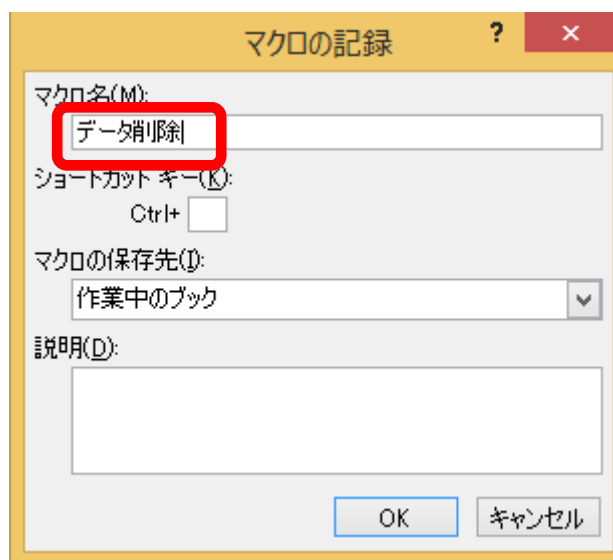 マクロの記録 ? ×
マクロ名(M):
データ削除
ショートカット キー(K):
Ctrl+
マクロの保存先(I):
作業中のブック
説明(D):
OK キャンセル